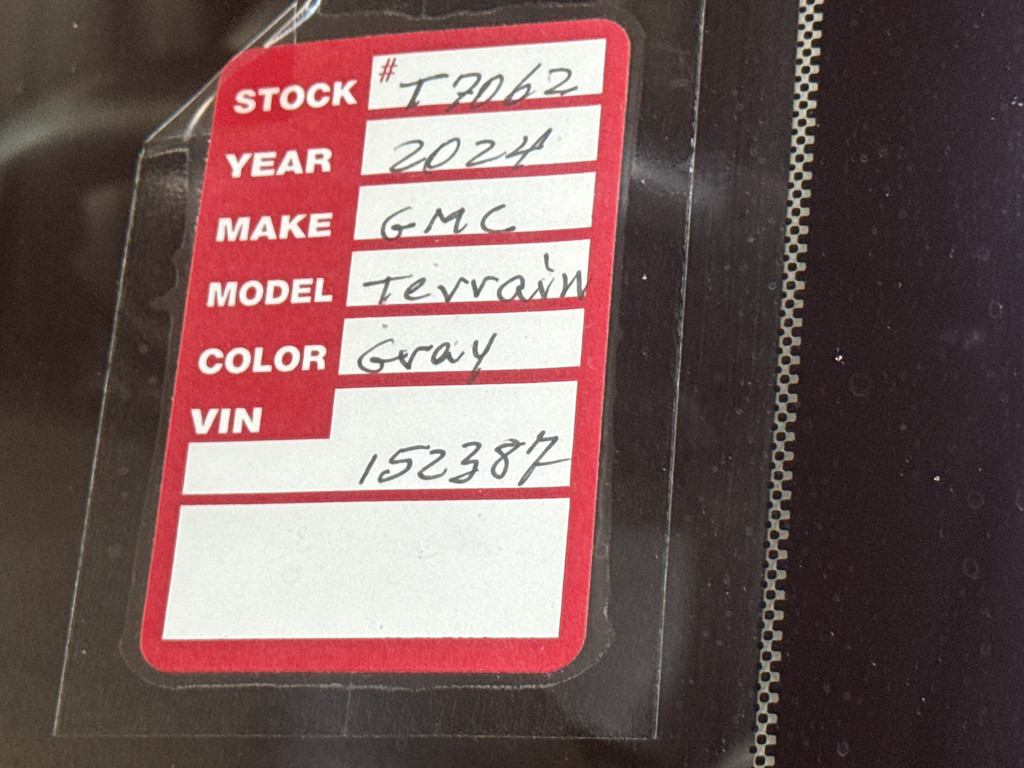 STOCK # T7062
YEAR 2024
MAKE GMC
MODEL Terrain
COLOR Gray
VIN
152387